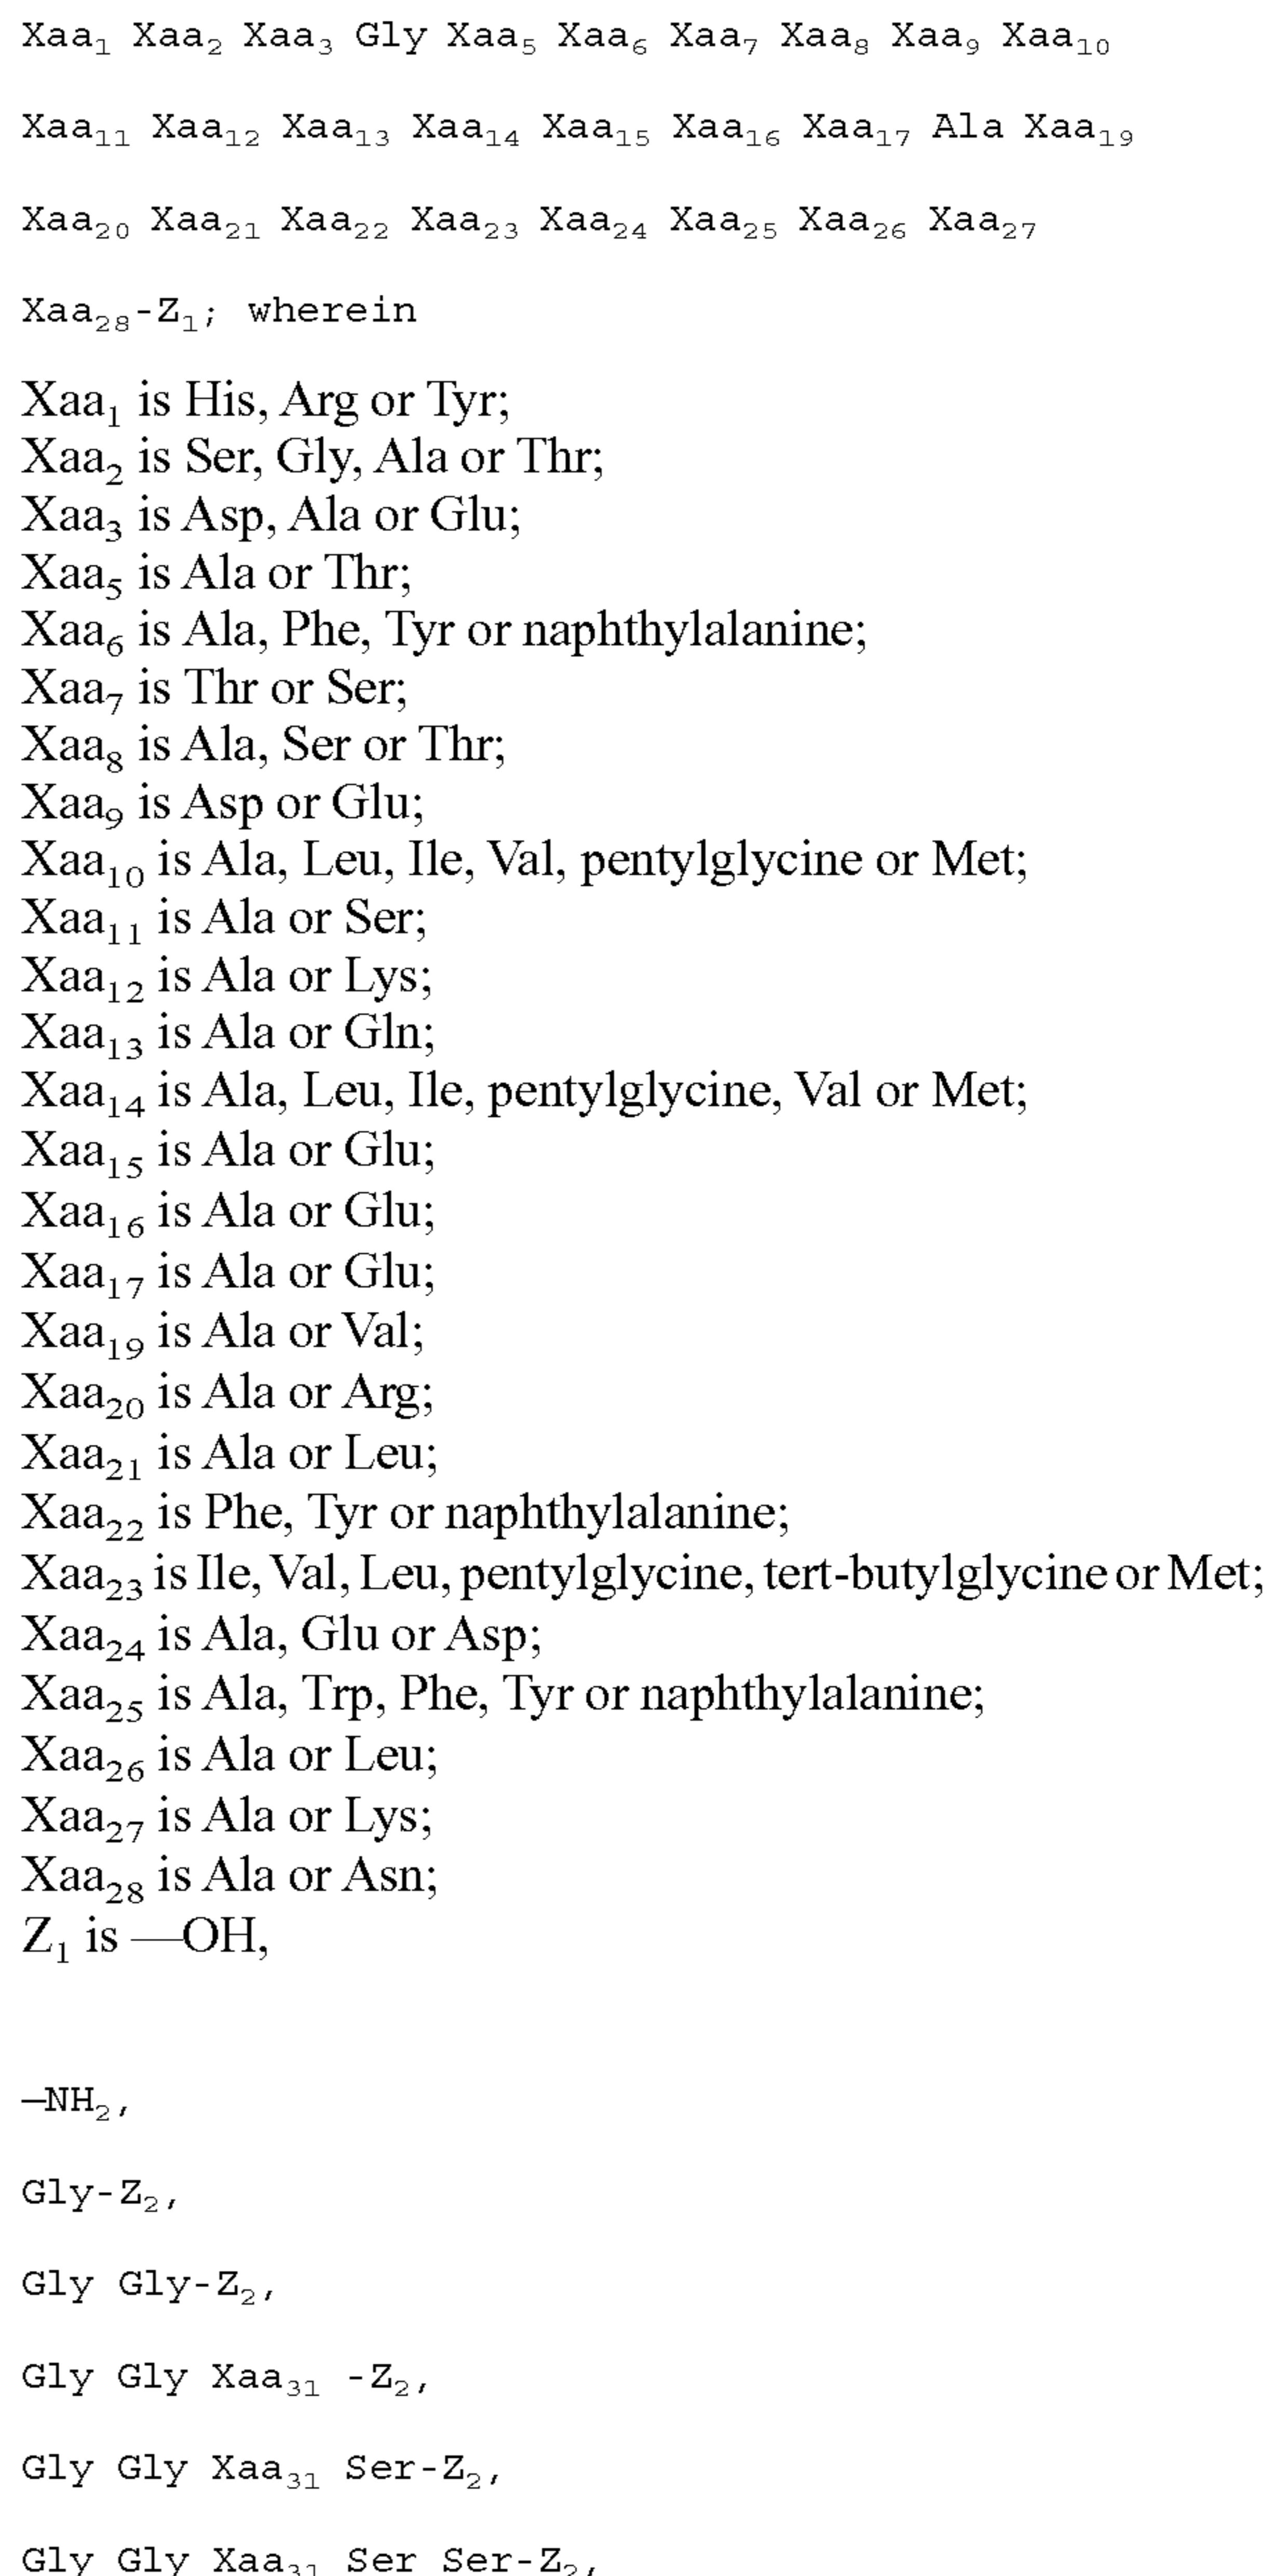 Xaa₁ Xaa₂ Xaa₃ Gly Xaa₅ Xaa₆ Xaa₇ Xaa₈ Xaa₉ Xaa₁₀
Xaa₁₁ Xaa₁₂ Xaa₁₃ Xaa₁₄ Xaa₁₅ Xaa₁₆ Xaa₁₇ Ala Xaa₁₉
Xaa₂₀ Xaa₂₁ Xaa₂₂ Xaa₂₃ Xaa₂₄ Xaa₂₅ Xaa₂₆ Xaa₂₇
Xaa₂₈-Z₁; wherein
Xaa₁ is His, Arg or Tyr;
Xaa₂ is Ser, Gly, Ala or Thr;
Xaa₃ is Asp, Ala or Glu;
Xaa₅ is Ala or Thr;
Xaa₆ is Ala, Phe, Tyr or naphthylalanine;
Xaa₇ is Thr or Ser;
Xaa₈ is Ala, Ser or Thr;
Xaa₉ is Asp or Glu;
Xaa₁₀ is Ala, Leu, Ile, Val, pentylglycine or Met;
Xaa₁₁ is Ala or Ser;
Xaa₁₂ is Ala or Lys;
Xaa₁₃ is Ala or Gln;
Xaa₁₄ is Ala, Leu, Ile, pentylglycine, Val or Met;
Xaa₁₅ is Ala or Glu;
Xaa₁₆ is Ala or Glu;
Xaa₁₇ is Ala or Glu;
Xaa₁₉ is Ala or Val;
Xaa₂₀ is Ala or Arg;
Xaa₂₁ is Ala or Leu;
Xaa₂₂ is Phe, Tyr or naphthylalanine;
Xaa₂₃ is Ile, Val, Leu, pentylglycine, tert-butylglycine or Met;
Xaa₂₄ is Ala, Glu or Asp;
Xaa₂₅ is Ala, Trp, Phe, Tyr or naphthylalanine;
Xaa₂₆ is Ala or Leu;
Xaa₂₇ is Ala or Lys;
Xaa₂₈ is Ala or Asn;
Z₁ is —OH,
—NH₂,
Gly-Z₂,
Gly Gly-Z₂,
Gly Gly Xaa₃₁ -Z₂,
Gly Gly Xaa₃₁ Ser-Z₂,
Gly Gly Xaa₃₁ Ser Ser-Z₂,